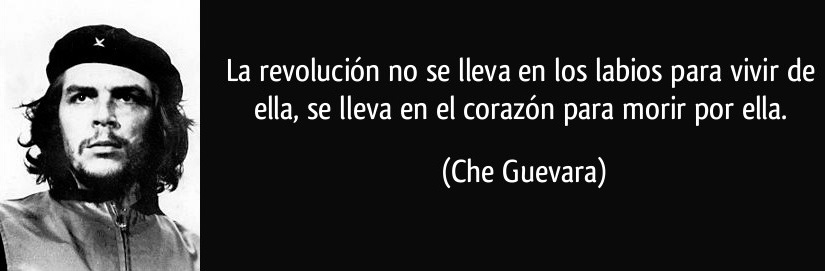 La revolución no se lleva en los labios para vivir de
ella, se lleva en el corazón para morir por ella.
(Che Guevara)